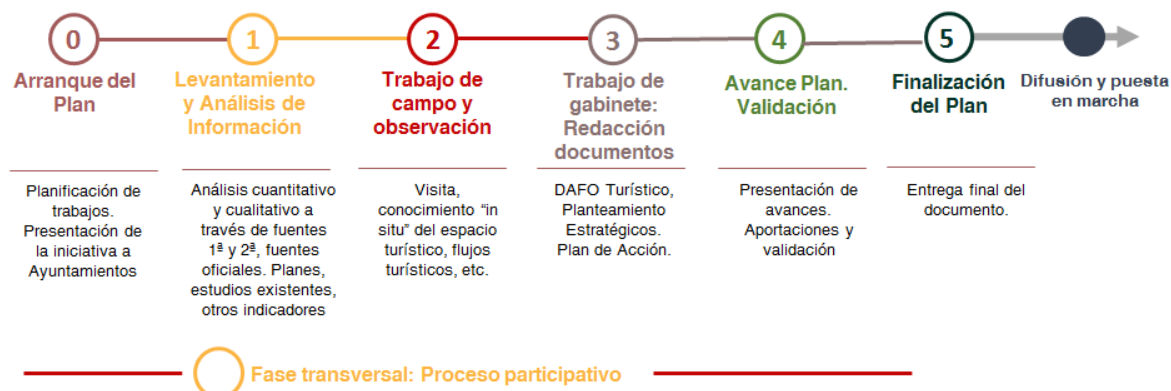 0
Arranque del
Plan
Planificación de
trabajos.
Presentación de
la iniciativa a
Ayuntamientos
1
Levantamiento
y Análisis de
Información
Análisis cuantitativo
y cualitativo a
través de fuentes
1ª y 2ª, fuentes
oficiales. Planes,
estudios existentes,
otros indicadores
2
Trabajo de
campo y
observación
Visita,
conocimiento “in
situ” del espacio
turístico, flujos
turísticos, etc.
3
Trabajo de
gabinete:
Redacción
documentos
DAFO Turístico,
Planteamiento
Estratégicos.
Plan de Acción.
4
Avance Plan.
Validación
Presentación de
avances.
Aportaciones y
validación
5
Finalización
del Plan
Entrega final del
documento.
Difusión y puesta
en marcha
Fase transversal: Proceso participativo